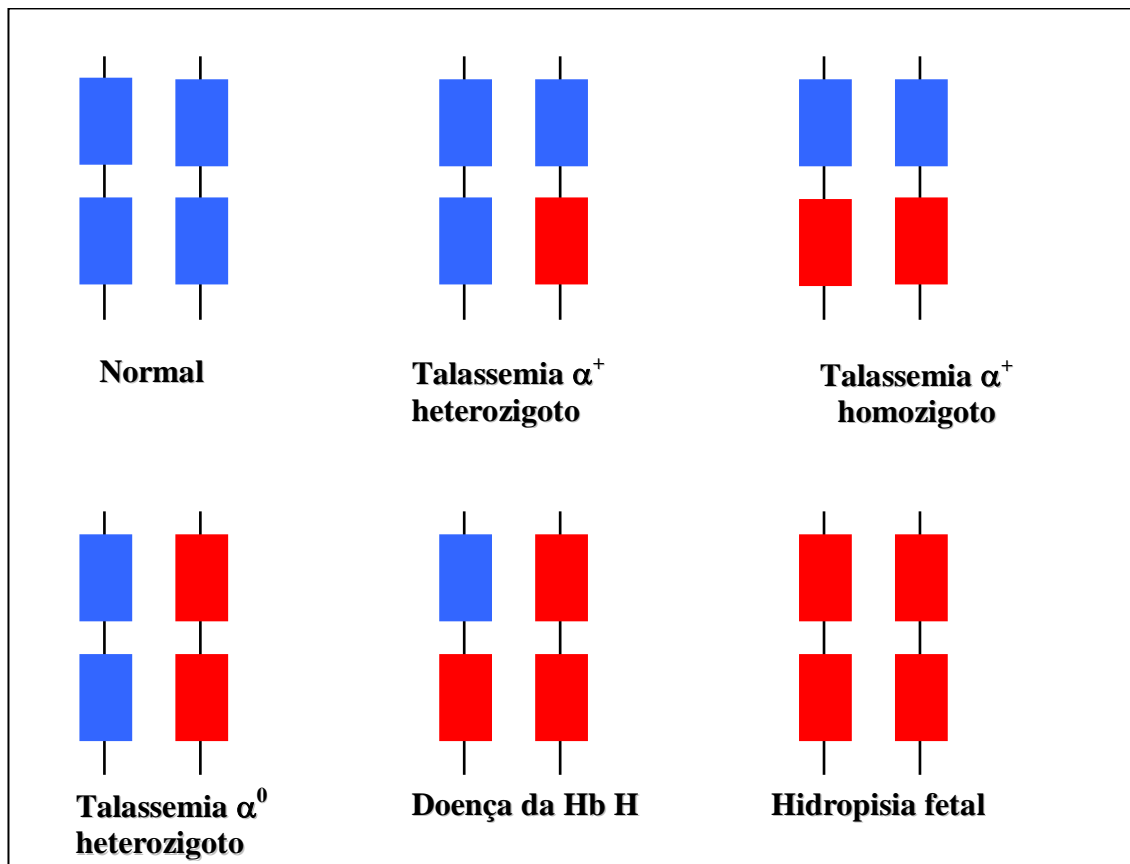 Normal
Talassemia α⁺
heterozigoto
Talassemia α⁺
homozigoto
Talassemia α⁰
heterozigoto
Doença da Hb H
Hidropisia fetal